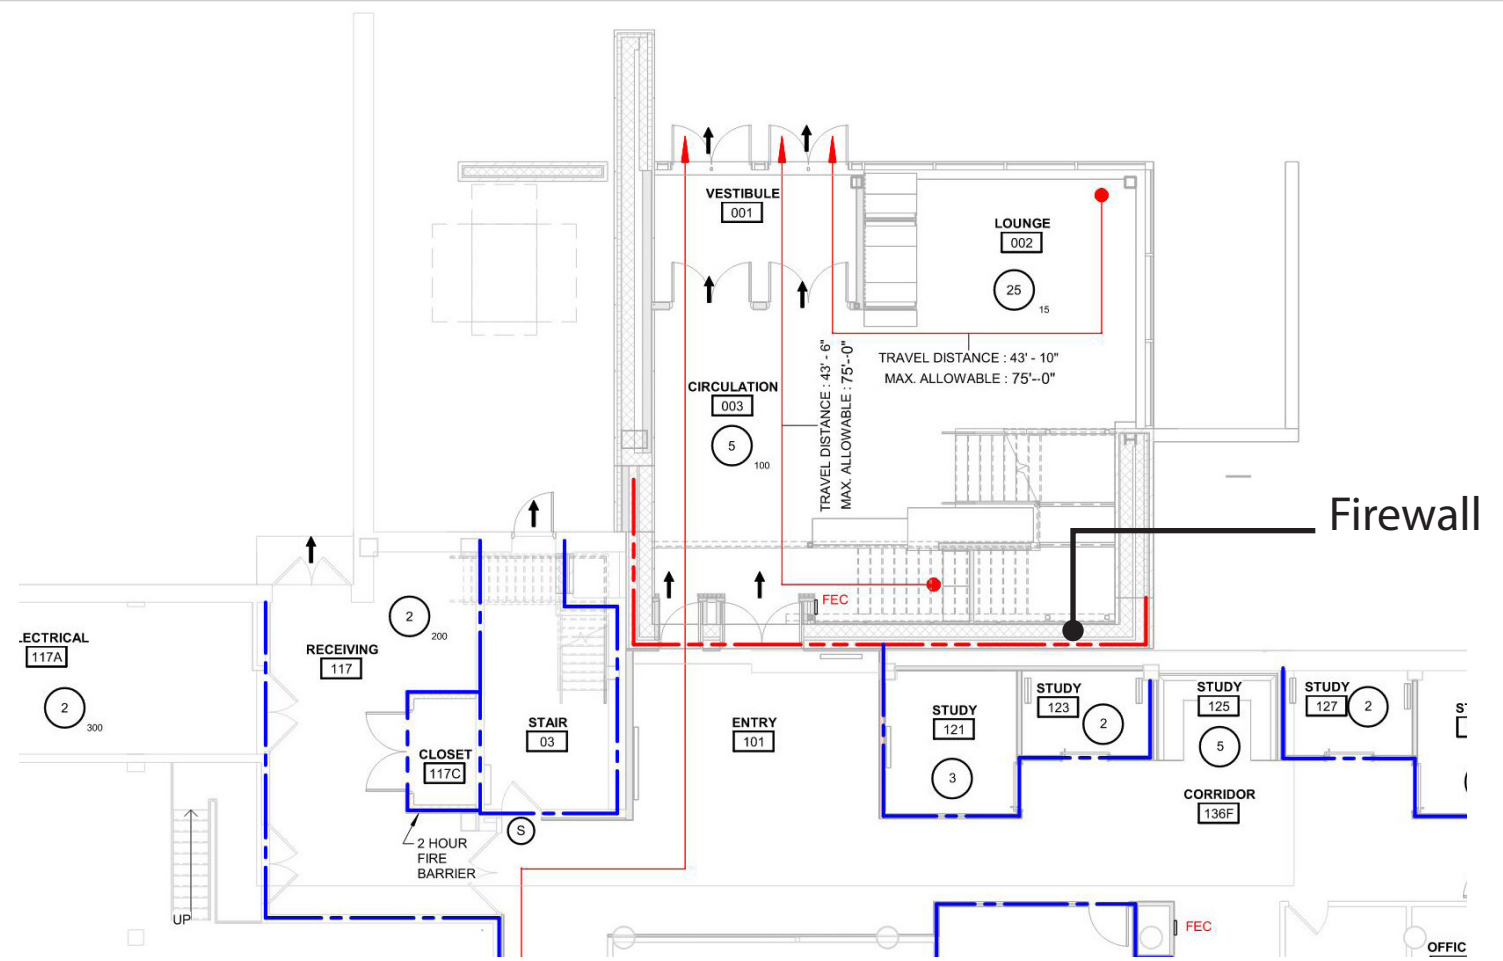 VESTIBULE
001
LOUNGE
002
25
15
TRAVEL DISTANCE : 43' - 10"
MAX. ALLOWABLE : 75'--0"
TRAVEL DISTANCE : 43' - 6"
MAX. ALLOWABLE : 75'--0"
CIRCULATION
003
5
100
Firewall
FEC
2
200
RECEIVING
117
.ECTRICAL
117A
2
300
STAIR
03
CLOSET
117C
2 HOUR
FIRE
BARRIER
S
UP
ENTRY
101
STUDY
121
3
STUDY
123
2
STUDY
125
5
STUDY
127
2
ST
CORRIDOR
136F
FEC
OFFIC